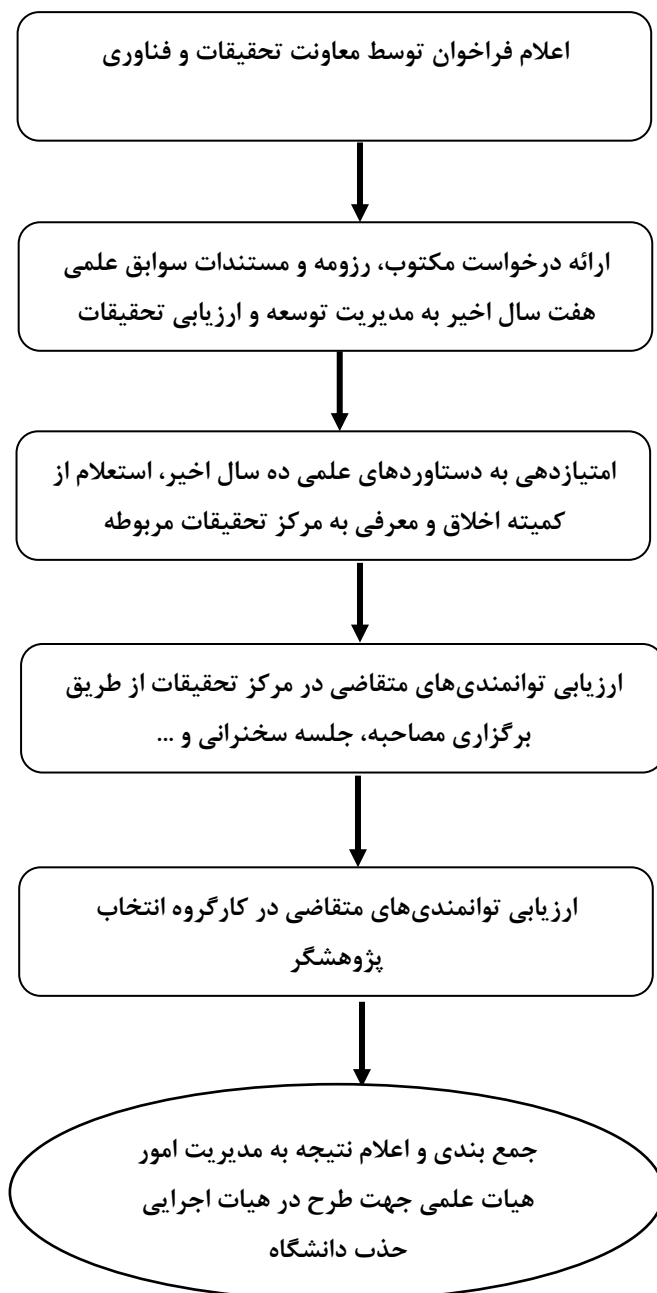 اعلام فراخوان توسط معاونت تحقیقات و فناوری
ارائه درخواست مکتوب، رزومه و مستندات سوابق علمی
هفت سال اخیر به مدیریت توسعه و ارزیابی تحقیقات
امتیازدهی به دستاوردهای علمی ده سال اخیر، استعلام از
کمیته اخلاق و معرفی به مرکز تحقیقات مربوطه
ارزیابی توانمندی‌های متقاضی در مرکز تحقیقات از طریق
برگزاری مصاحبه، جلسه سخنرانی و ...
ارزیابی توانمندی‌های متقاضی در کارگروه انتخاب
پژوهشگر
جمع بندی و اعلام نتیجه به مدیریت امور
هیات علمی جهت طرح در هیات اجرایی
حذب دانشگاه